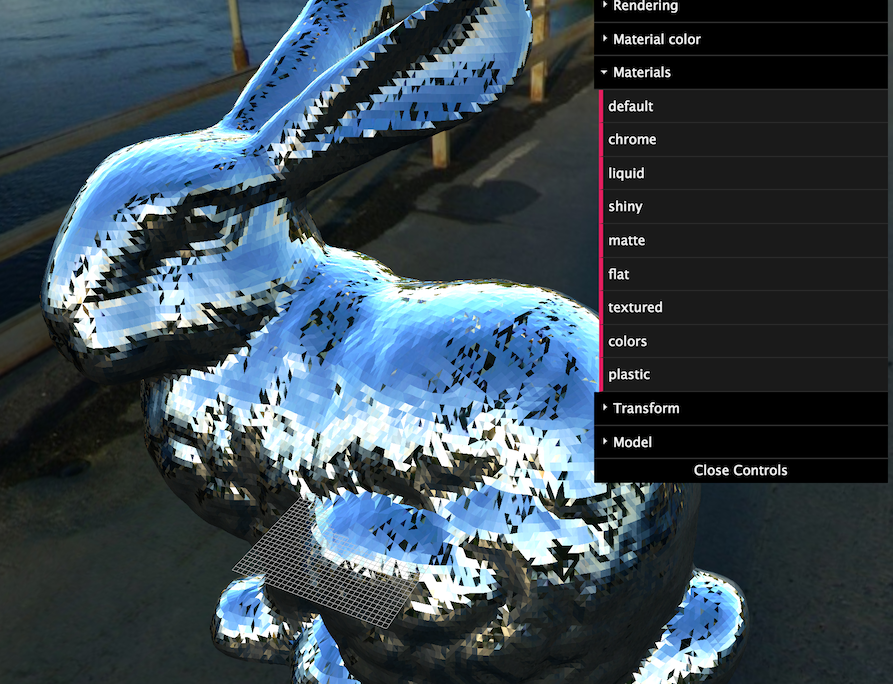 Rendering
Material color
Materials
default
chrome
liquid
shiny
matte
flat
textured
colors
plastic
Transform
Model
Close Controls